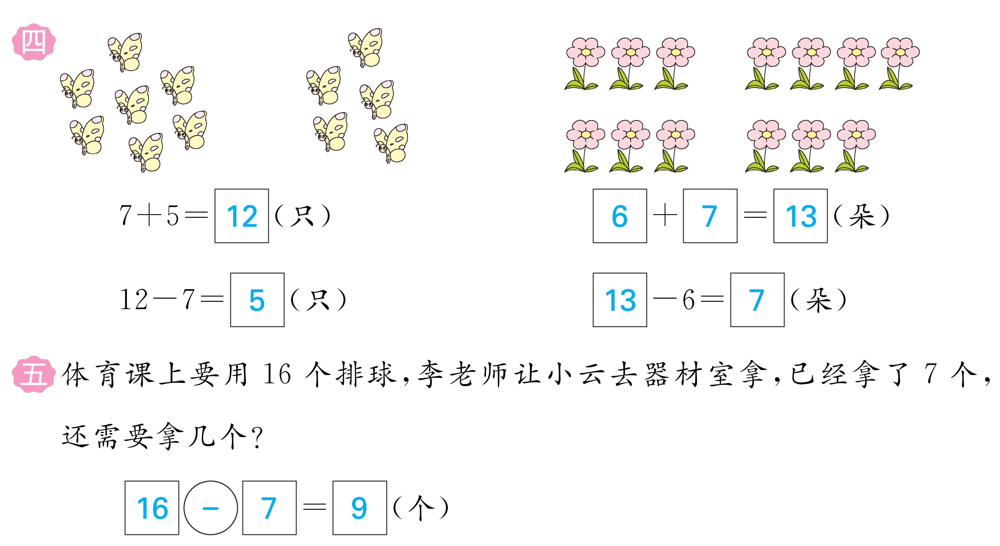 四
7+5=12(只) 6+7=13(朵)
12-7=5(只) 13-6=7(朵)
五 体育课上要用 16 个排球,李老师让小云去器材室拿,已经拿了 7 个,
还需要拿几个?
16-7=9(个)